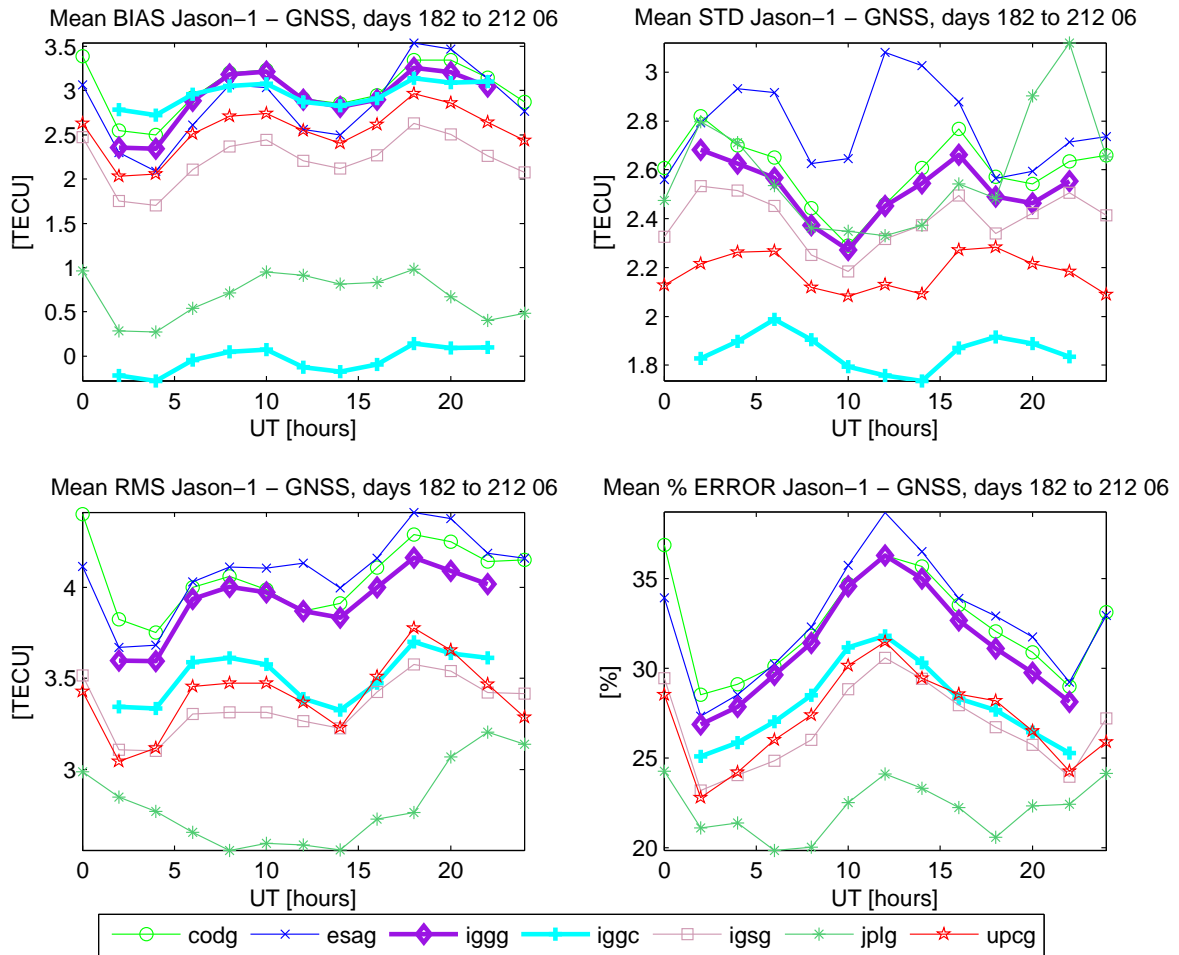 Mean BIAS Jason−1 − GNSS, days 182 to 212 06
[TECU]
3.5
3
2.5
2
1.5
1
0.5
0
0 5 10 15 20
UT [hours]
Mean STD Jason−1 − GNSS, days 182 to 212 06
[TECU]
3
2.8
2.6
2.4
2.2
2
1.8
0 5 10 15 20
UT [hours]
Mean RMS Jason−1 − GNSS, days 182 to 212 06
[TECU]
4
3.5
3
0 5 10 15 20
UT [hours]
Mean % ERROR Jason−1 − GNSS, days 182 to 212 06
[%]
35
30
25
20
0 5 10 15 20
UT [hours]
codg esag iggg iggc igsg jplg upcg